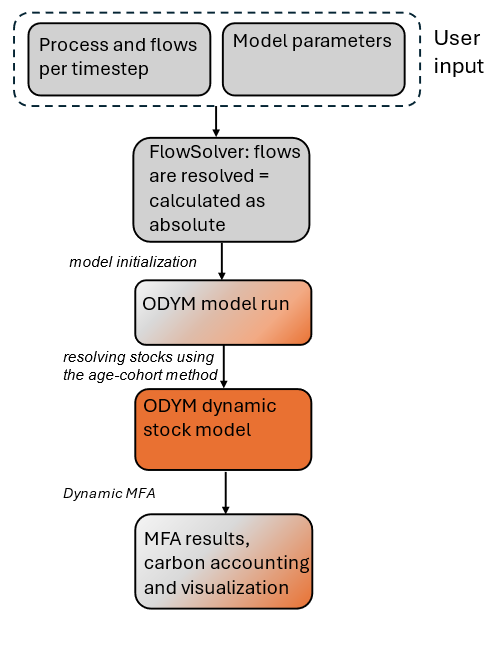 Process and flows
per timestep
Model parameters
User
input
FlowSolver: flows
are resolved =
calculated as
absolute
model initialization
ODYM model run
resolving stocks using
the age-cohort method
ODYM dynamic
stock model
Dynamic MFA
MFA results,
carbon accounting
and visualization